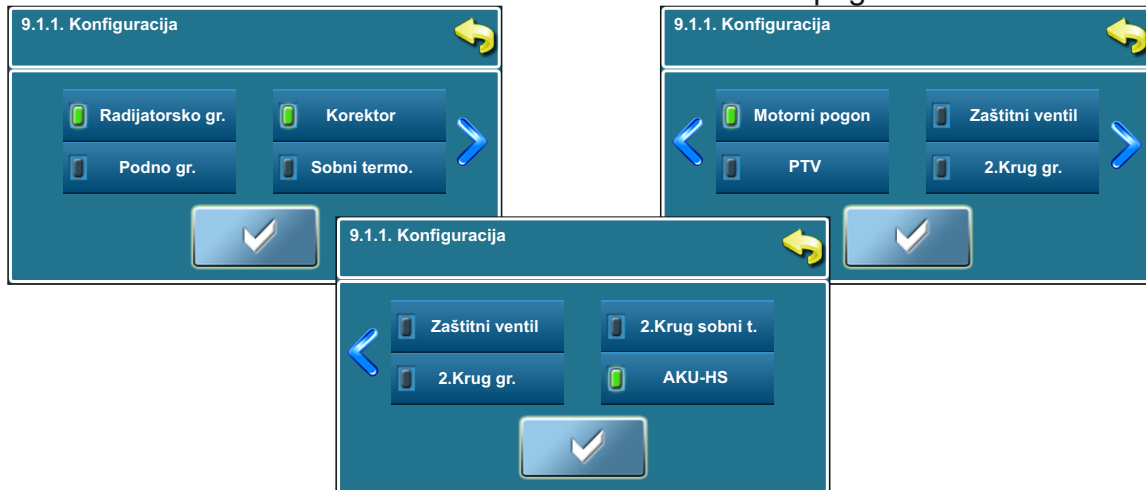 9.1.1. Konfiguracija
Radijatorsko gr.
Korektor
Podno gr.
Sobni termo.
9.1.1. Konfiguracija
Motorni pogon
Zaštitni ventil
PTV
2.Krug gr.
9.1.1. Konfiguracija
Zaštitni ventil
2.Krug sobni t.
2.Krug gr.
AKU-HS